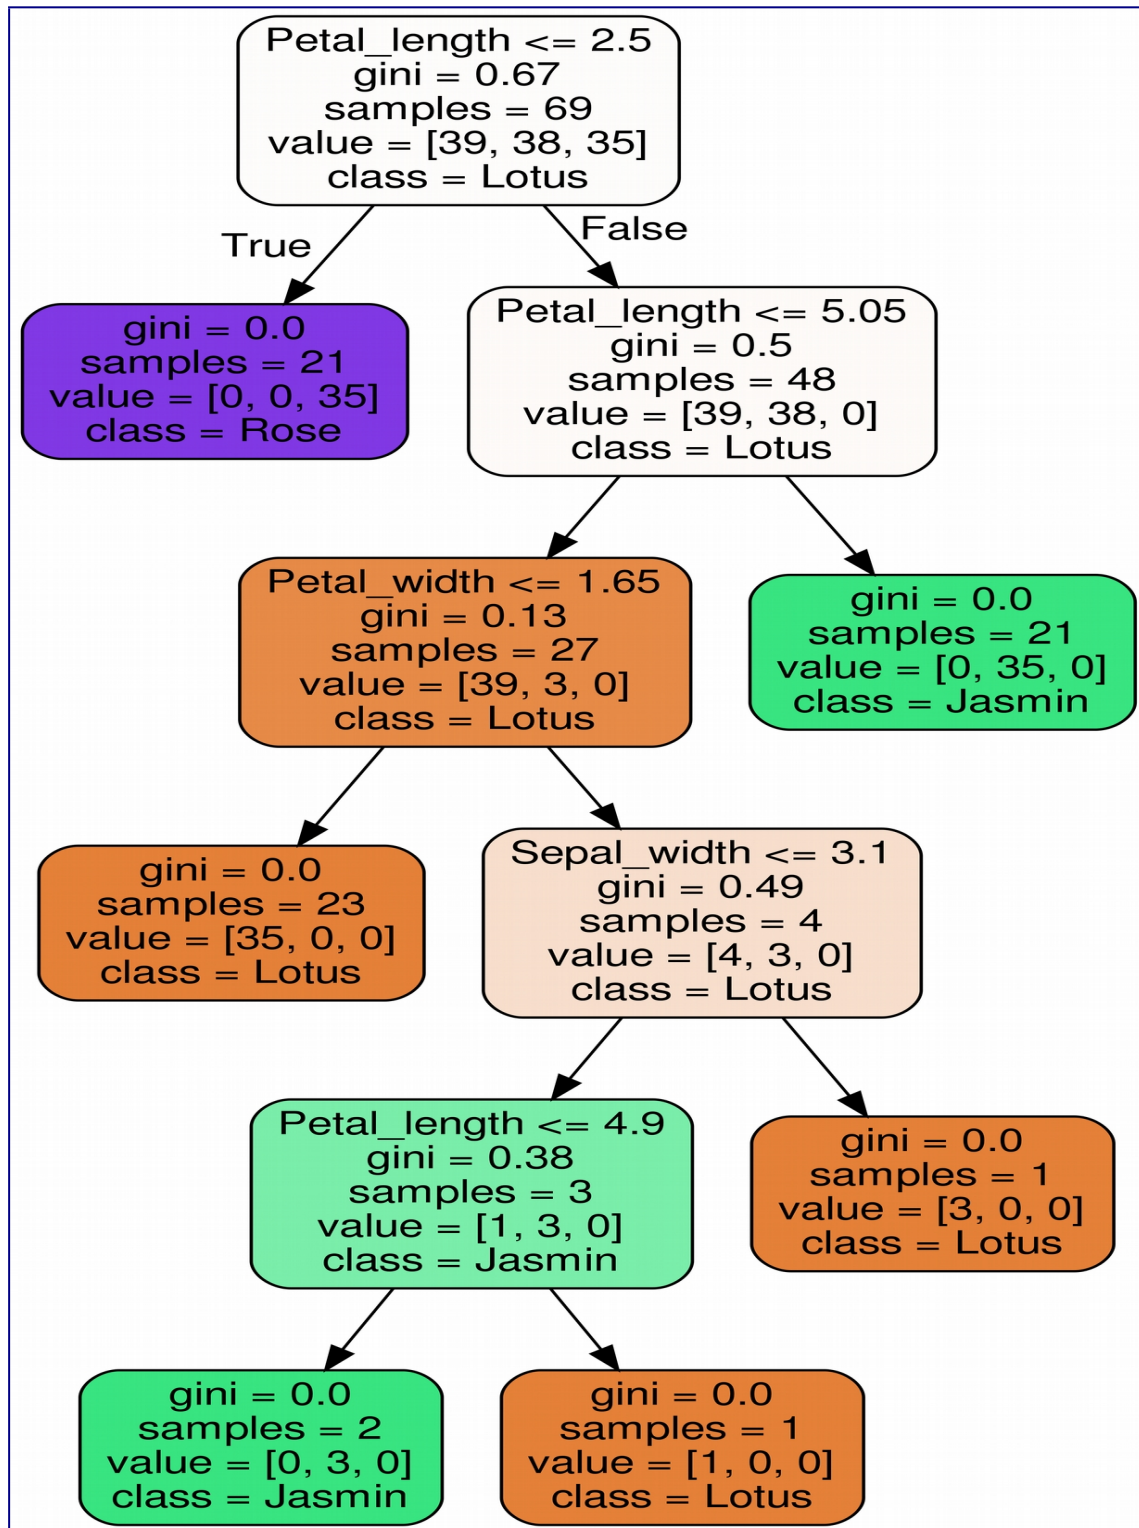 Petal_length <= 2.5
gini = 0.67
samples = 69
value = [39, 38, 35]
class = Lotus
True
False
gini = 0.0
samples = 21
value = [0, 0, 35]
class = Rose
Petal_length <= 5.05
gini = 0.5
samples = 48
value = [39, 38, 0]
class = Lotus
Petal_width <= 1.65
gini = 0.13
samples = 27
value = [39, 3, 0]
class = Lotus
gini = 0.0
samples = 21
value = [0, 35, 0]
class = Jasmin
gini = 0.0
samples = 23
value = [35, 0, 0]
class = Lotus
Sepal_width <= 3.1
gini = 0.49
samples = 4
value = [4, 3, 0]
class = Lotus
Petal_length <= 4.9
gini = 0.38
samples = 3
value = [1, 3, 0]
class = Jasmin
gini = 0.0
samples = 1
value = [3, 0, 0]
class = Lotus
gini = 0.0
samples = 2
value = [0, 3, 0]
class = Jasmin
gini = 0.0
samples = 1
value = [1, 0, 0]
class = Lotus